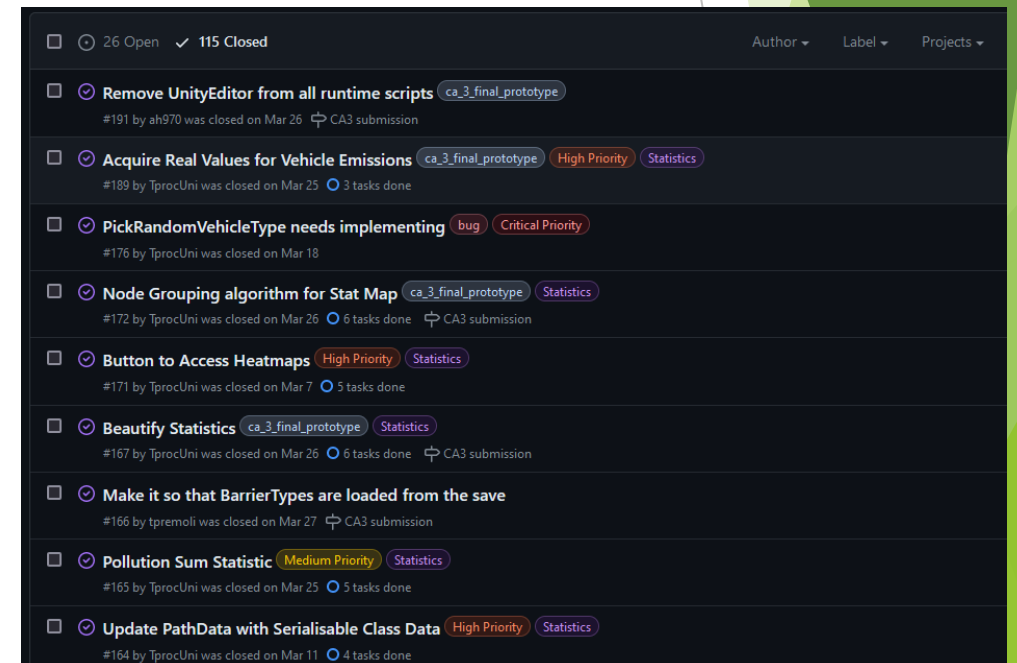 26 Open 115 Closed Author Label Projects
Remove UnityEditor from all runtime scripts ca_3_final_prototype
#191 by ah970 was closed on Mar 26 CA3 submission
Acquire Real Values for Vehicle Emissions ca_3_final_prototype High Priority Statistics
#189 by TprocUni was closed on Mar 25 3 tasks done
PickRandomVehicleType needs implementing bug Critical Priority
#176 by TprocUni was closed on Mar 18
Node Grouping algorithm for Stat Map ca_3_final_prototype Statistics
#172 by TprocUni was closed on Mar 26 6 tasks done CA3 submission
Button to Access Heatmaps High Priority Statistics
#171 by TprocUni was closed on Mar 7 5 tasks done
Beautify Statistics ca_3_final_prototype Statistics
#167 by TprocUni was closed on Mar 26 6 tasks done CA3 submission
Make it so that BarrierTypes are loaded from the save
#166 by tpremoli was closed on Mar 27 CA3 submission
Pollution Sum Statistic Medium Priority Statistics
#165 by TprocUni was closed on Mar 25 5 tasks done
Update PathData with Serialisable Class Data High Priority Statistics
#164 by TprocUni was closed on Mar 11 4 tasks done